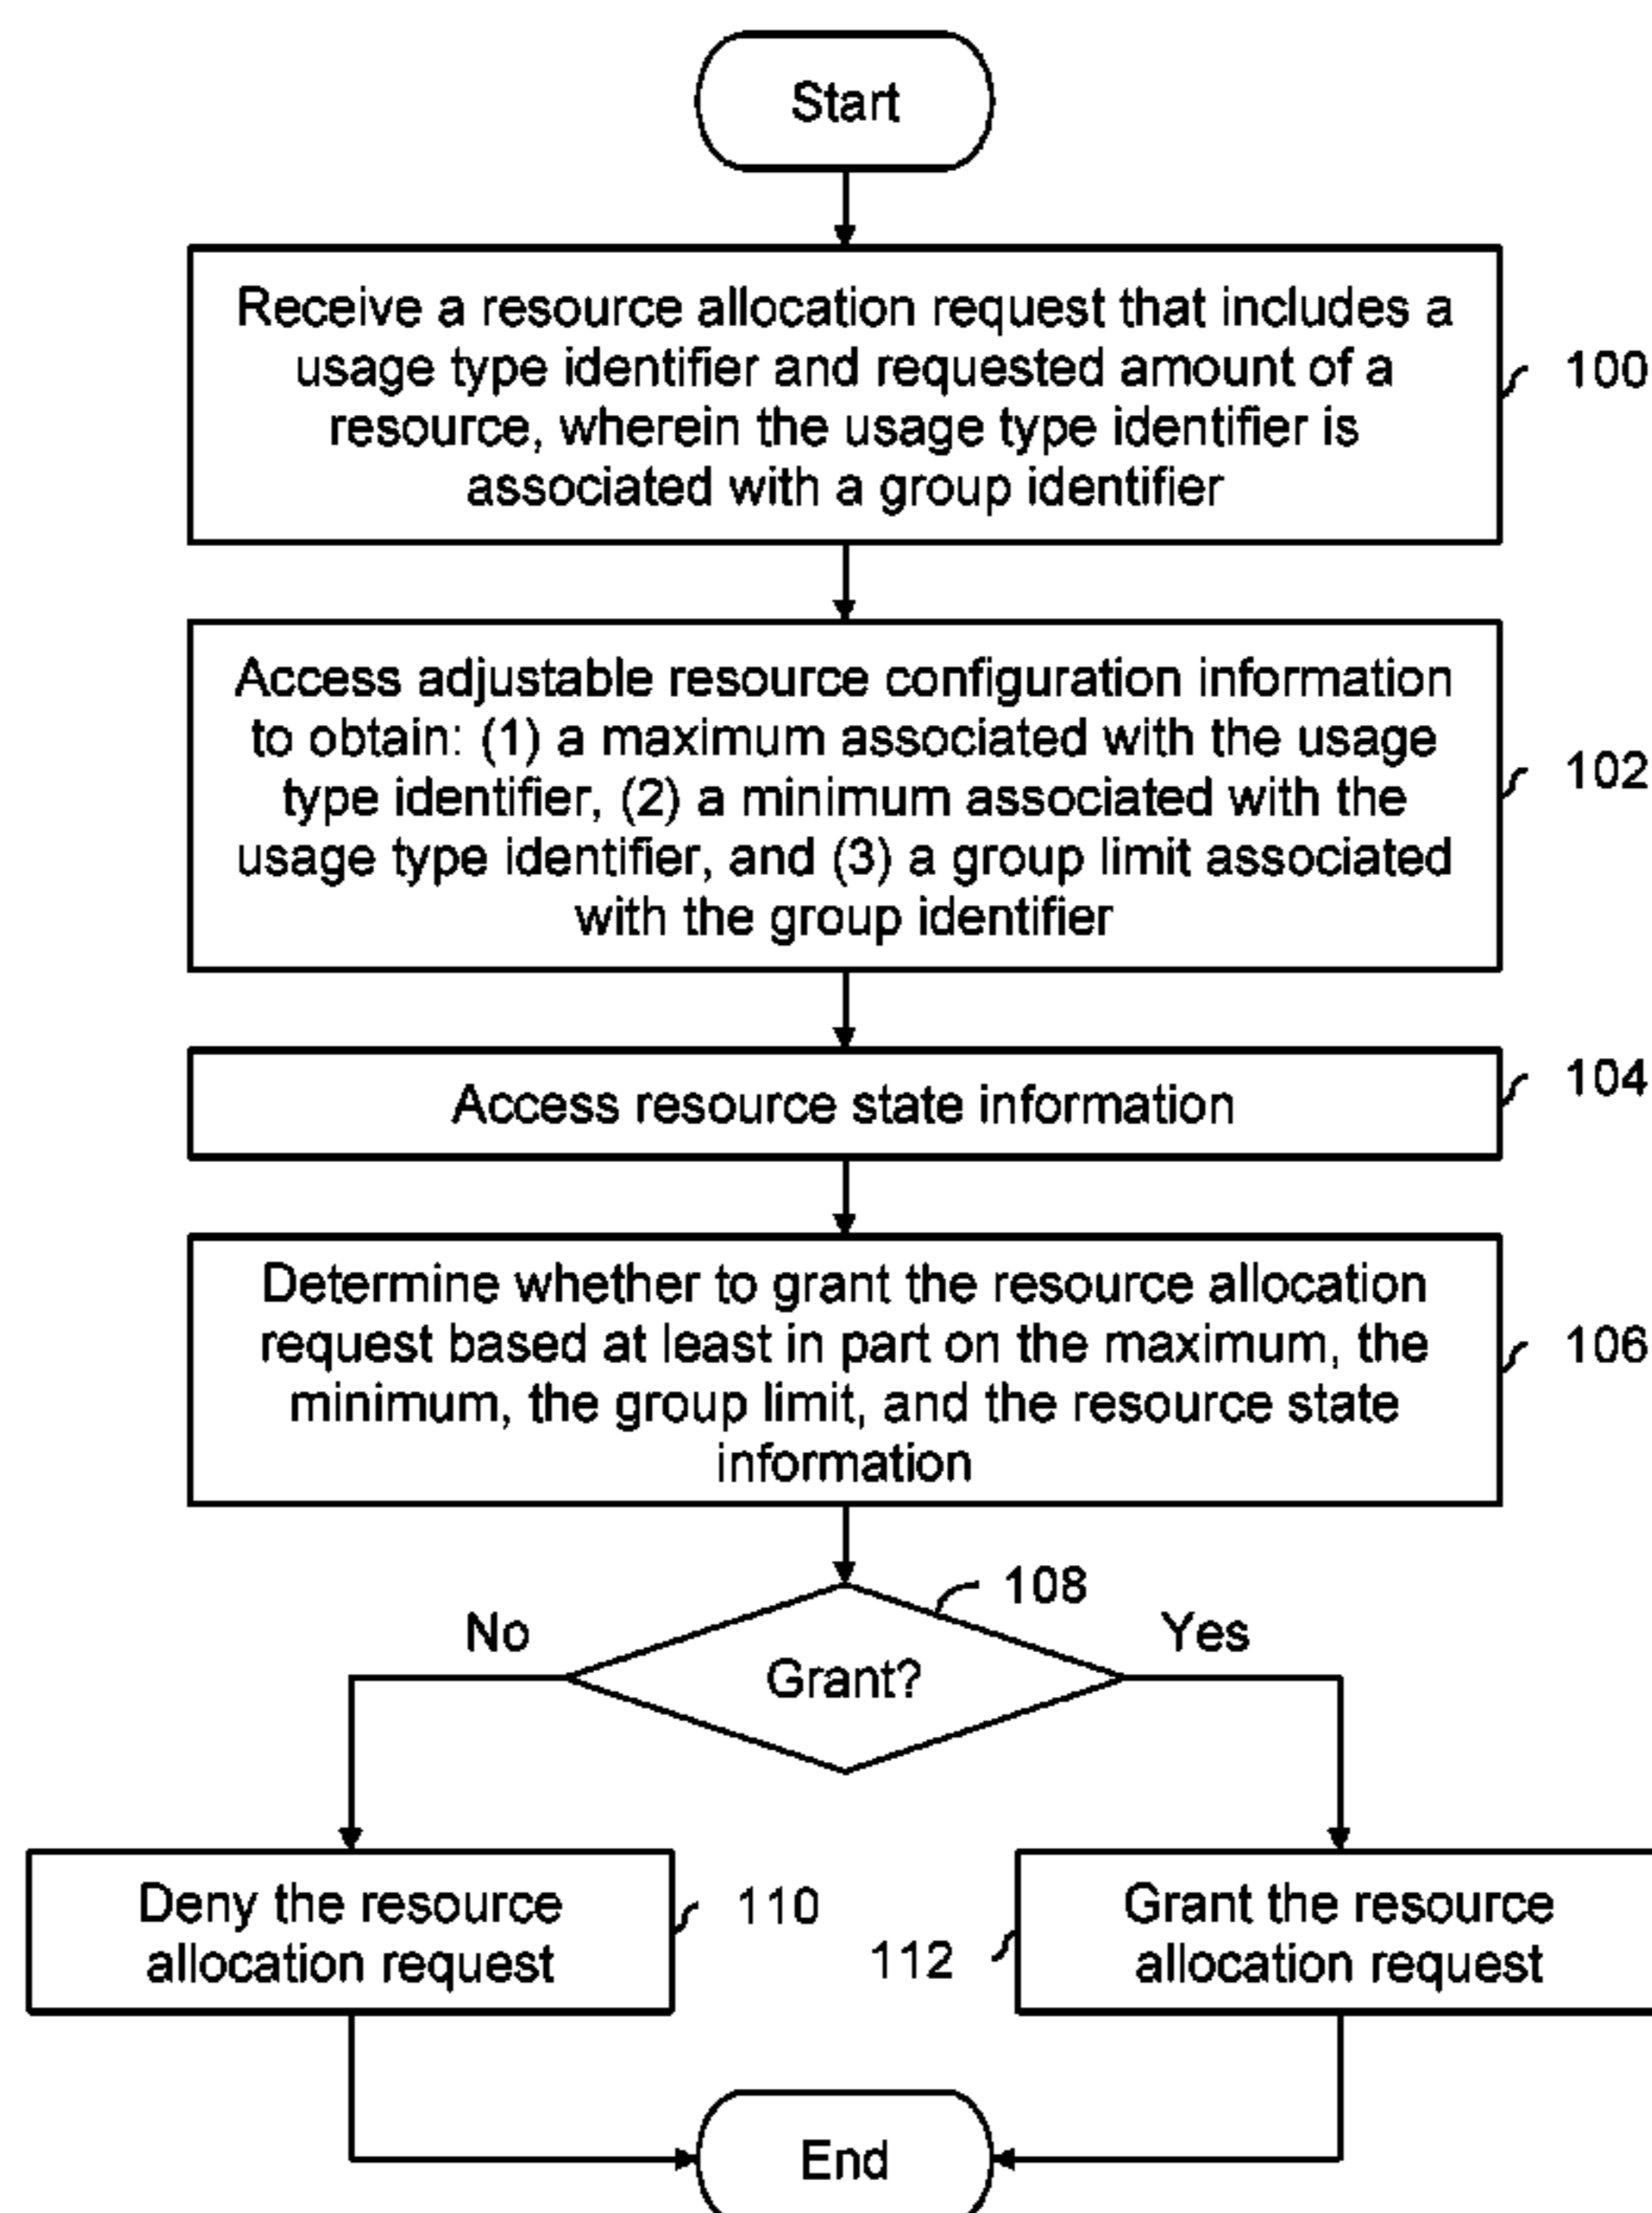 Start
Receive a resource allocation request that includes a
usage type identifier and requested amount of a
resource, wherein the usage type identifier is
associated with a group identifier
100
Access adjustable resource configuration information
to obtain: (1) a maximum associated with the usage
type identifier, (2) a minimum associated with the
usage type identifier, and (3) a group limit associated
with the group identifier
102
Access resource state information
104
Determine whether to grant the resource allocation
request based at least in part on the maximum, the
minimum, the group limit, and the resource state
information
106
108
No
Yes
Grant?
Deny the resource
allocation request
110
112
Grant the resource
allocation request
End